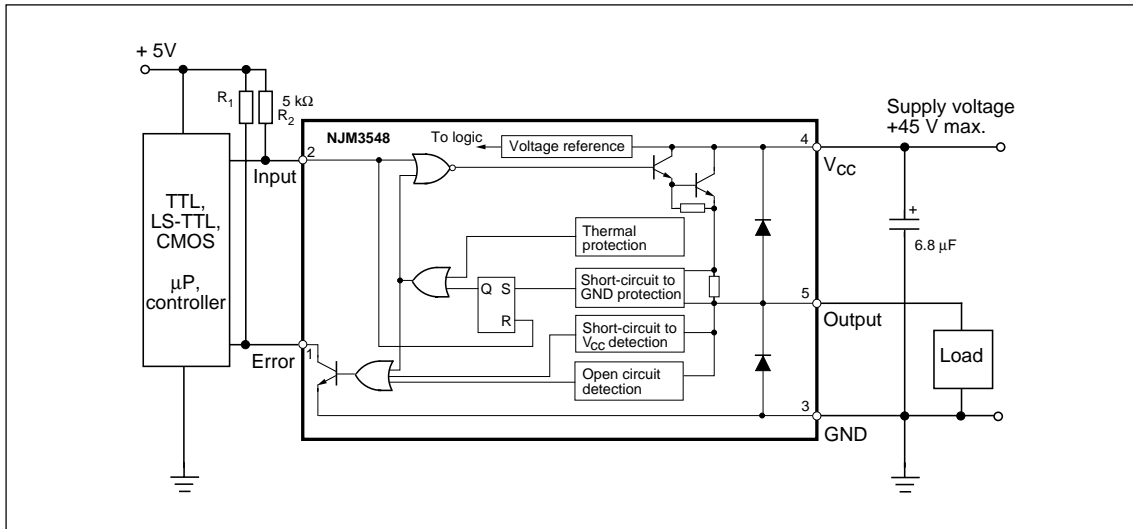 + 5V
R1
5 kΩ
R2
NJM3548
To logic
Voltage reference
4
VCC
Supply voltage
+45 V max.
2
Input
TTL,
LS-TTL,
CMOS
µP,
controller
Thermal
protection
Q S
R
Short-circuit to
GND protection
Short-circuit to
VCC detection
Open circuit
detection
+
6.8 µF
5
Output
Load
1
Error
3
GND